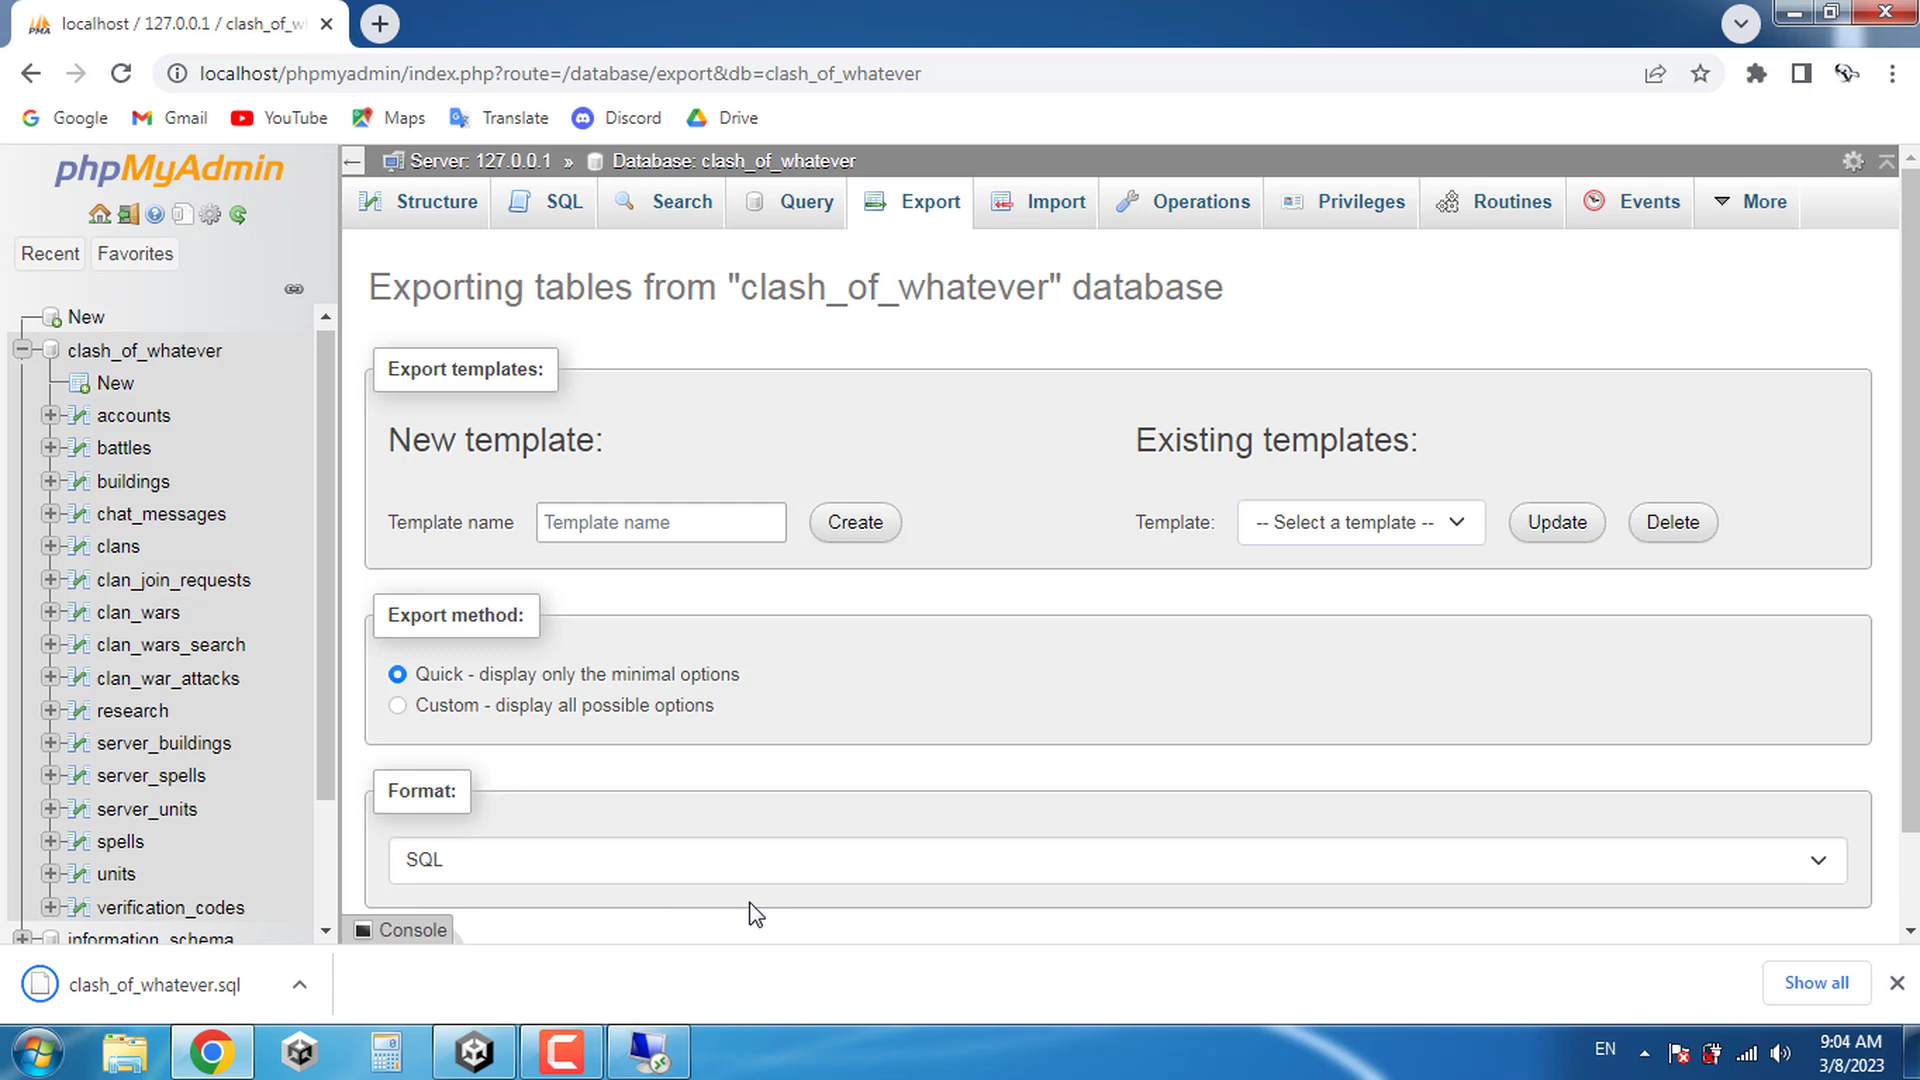 localhost / 127.0.0.1 / clash_of_w
localhost/phpmyadmin/index.php?route=/database/export&db=clash_of_whatever
Google Gmail YouTube Maps Translate Discord Drive
phpMyAdmin
Server: 127.0.0.1 » Database: clash_of_whatever
Structure SQL Search Query Export Import Operations Privileges Routines Events More
Recent Favorites
New
clash_of_whatever
New
accounts
battles
buildings
chat_messages
clans
clan_join_requests
clan_wars
clan_wars_search
clan_war_attacks
research
server_buildings
server_spells
server_units
spells
units
verification_codes
information_schema
Exporting tables from "clash_of_whatever" database
Export templates:
New template:
Existing templates:
Template name Template name Create
Template: -- Select a template -- Update Delete
Export method:
Quick - display only the minimal options
Custom - display all possible options
Format:
SQL
Console
clash_of_whatever.sql
Show all
EN
9:04 AM
3/8/2023